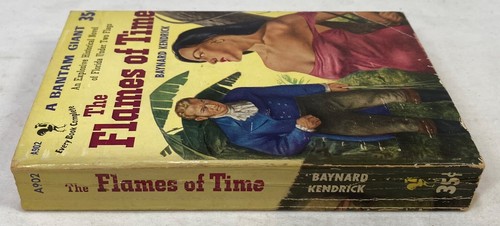 A BANTAM GIANT 35¢
An Explosive Historical Novel
of Florida Under Two Flags
The
Flames of Time
BAYNARD KENDRICK
A902
Every Book Complete
A902
The Flames of Time
BAYNARD
KENDRICK
35¢